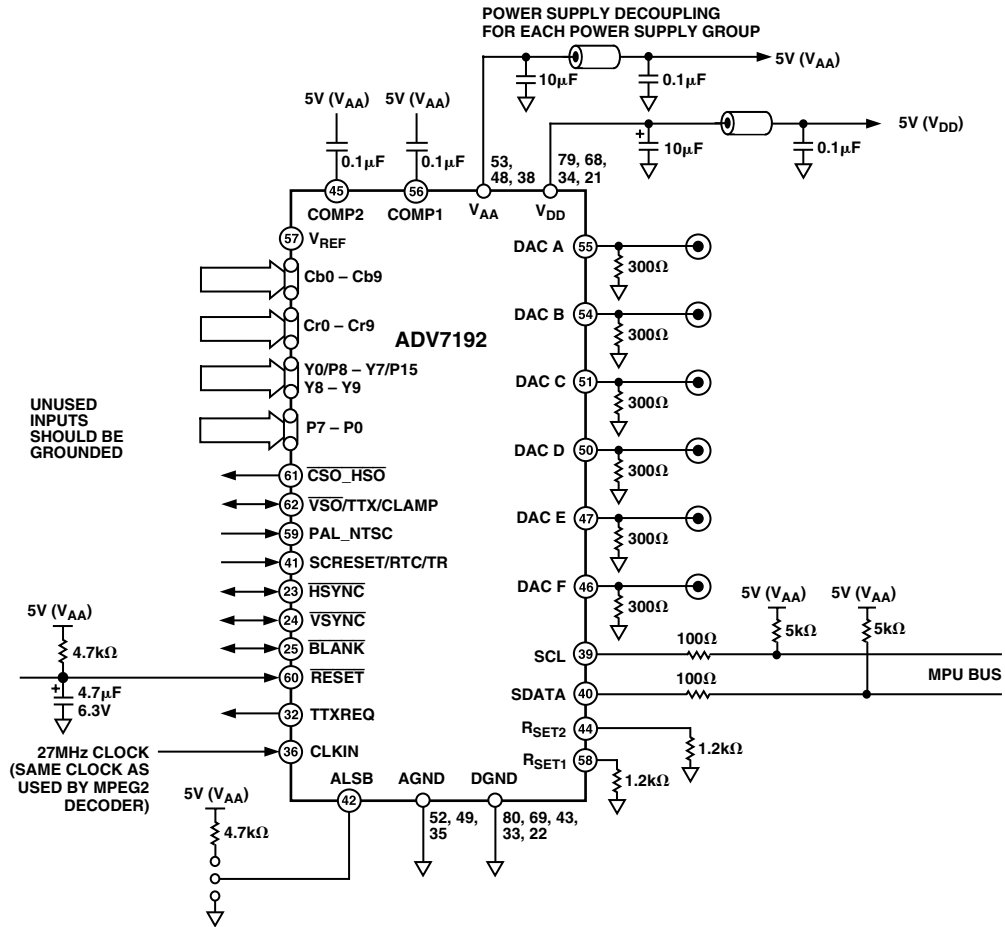 POWER SUPPLY DECOUPLING
FOR EACH POWER SUPPLY GROUP
5V (VAA)
10μF
0.1μF
5V (VAA)
5V (VAA)
5V (VDD)
0.1μF
0.1μF
10μF
0.1μF
53,
48, 38
79, 68,
34, 21
45
56
COMP2
COMP1
VAA
VDD
57
VREF
Cb0 – Cb9
Cr0 – Cr9
ADV7192
Y0/P8 – Y7/P15
Y8 – Y9
P7 – P0
UNUSED
INPUTS
SHOULD BE
GROUNDED
61
CSO_HSO
62
VSO/TTX/CLAMP
59
PAL_NTSC
41
SCRESET/RTC/TR
23
HSYNC
24
VSYNC
25
BLANK
60
RESET
32
TTXREQ
36
CLKIN
5V (VAA)
4.7kΩ
4.7μF
6.3V
27MHz CLOCK
(SAME CLOCK AS
USED BY MPEG2
DECODER)
DAC A
55
300Ω
DAC B
54
300Ω
DAC C
51
300Ω
DAC D
50
300Ω
DAC E
47
300Ω
DAC F
46
300Ω
5V (VAA)
5V (VAA)
5kΩ
5kΩ
SCL
39
100Ω
MPU BUS
SDATA
40
100Ω
RSET2
44
1.2kΩ
RSET1
58
1.2kΩ
ALSB
AGND
DGND
42
5V (VAA)
4.7kΩ
52, 49,
35
80, 69, 43,
33, 22